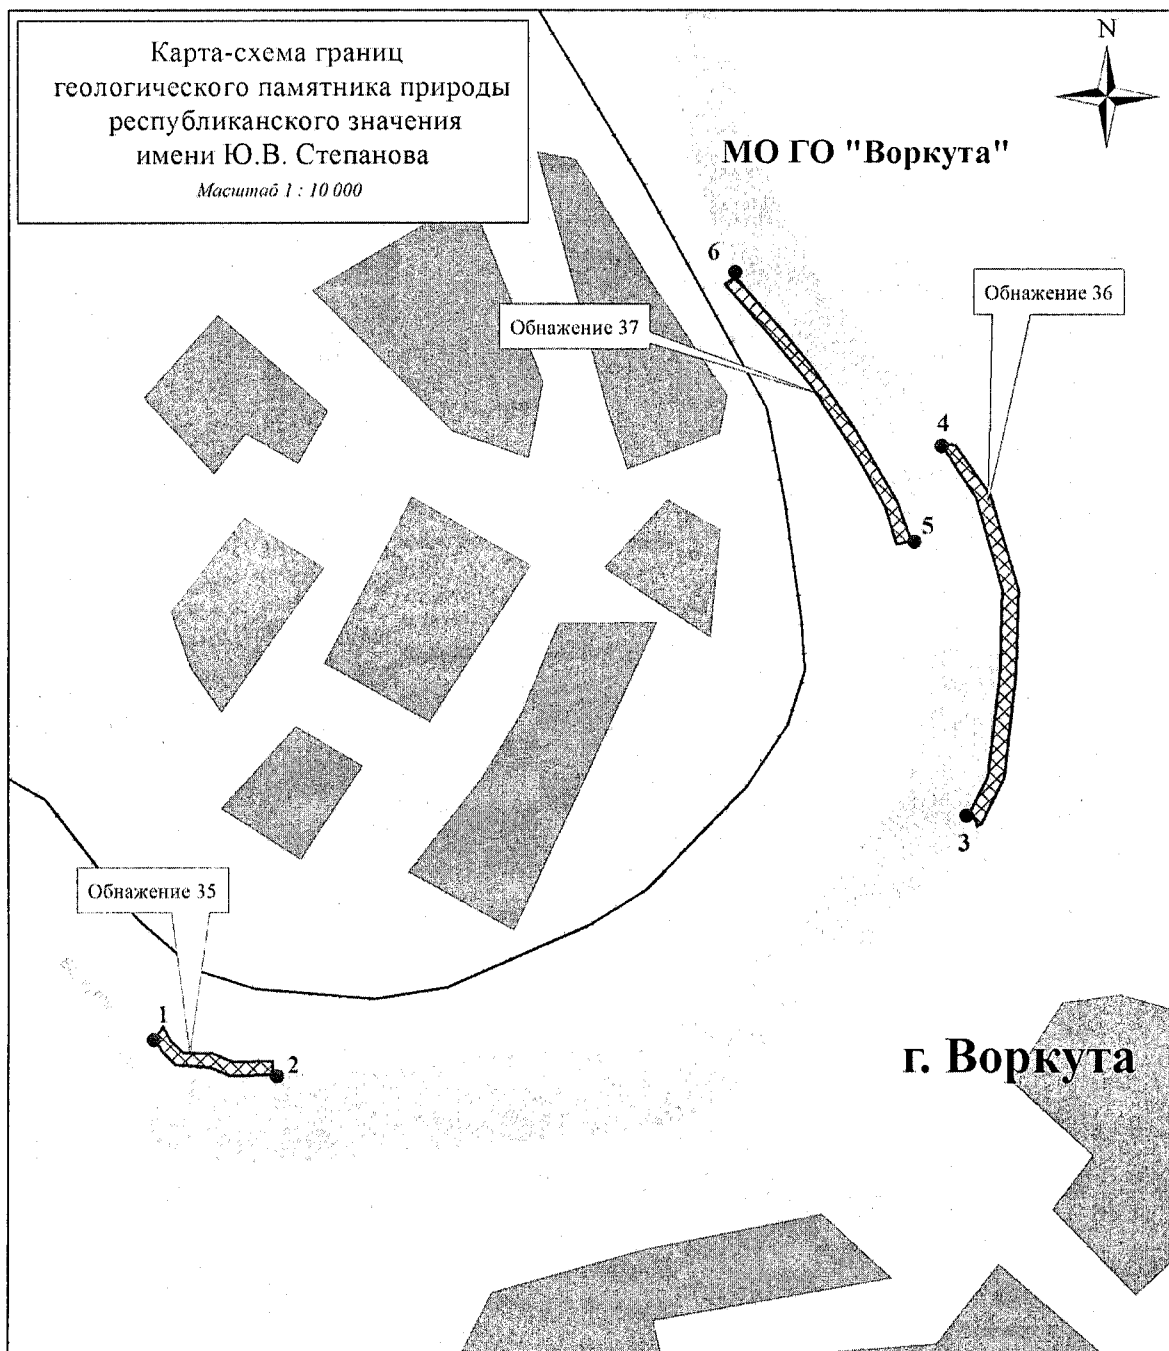 Карта-схема границ
геологического памятника природы
республиканского значения
имени Ю.В. Степанова
Масштаб 1 : 10 000
N
МО ГО "Воркута"
6
Обнажение 36
Обнажение 37
4
5
3
Обнажение 35
1
2
г. Воркута